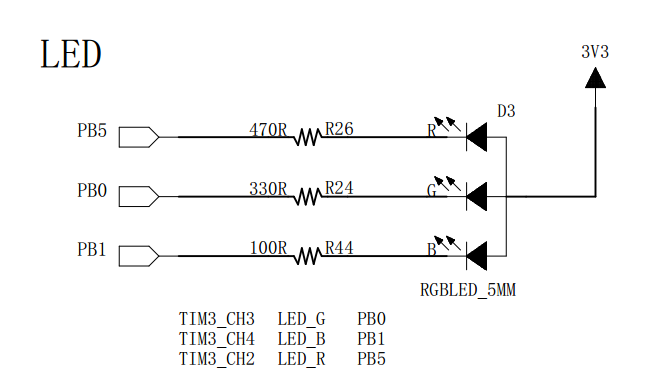 LED
3V3
D3
PB5 470R R26 R
PB0 330R R24 G
PB1 100R R44 B
RGBLED_5MM
TIM3_CH3 LED_G PB0
TIM3_CH4 LED_B PB1
TIM3_CH2 LED_R PB5